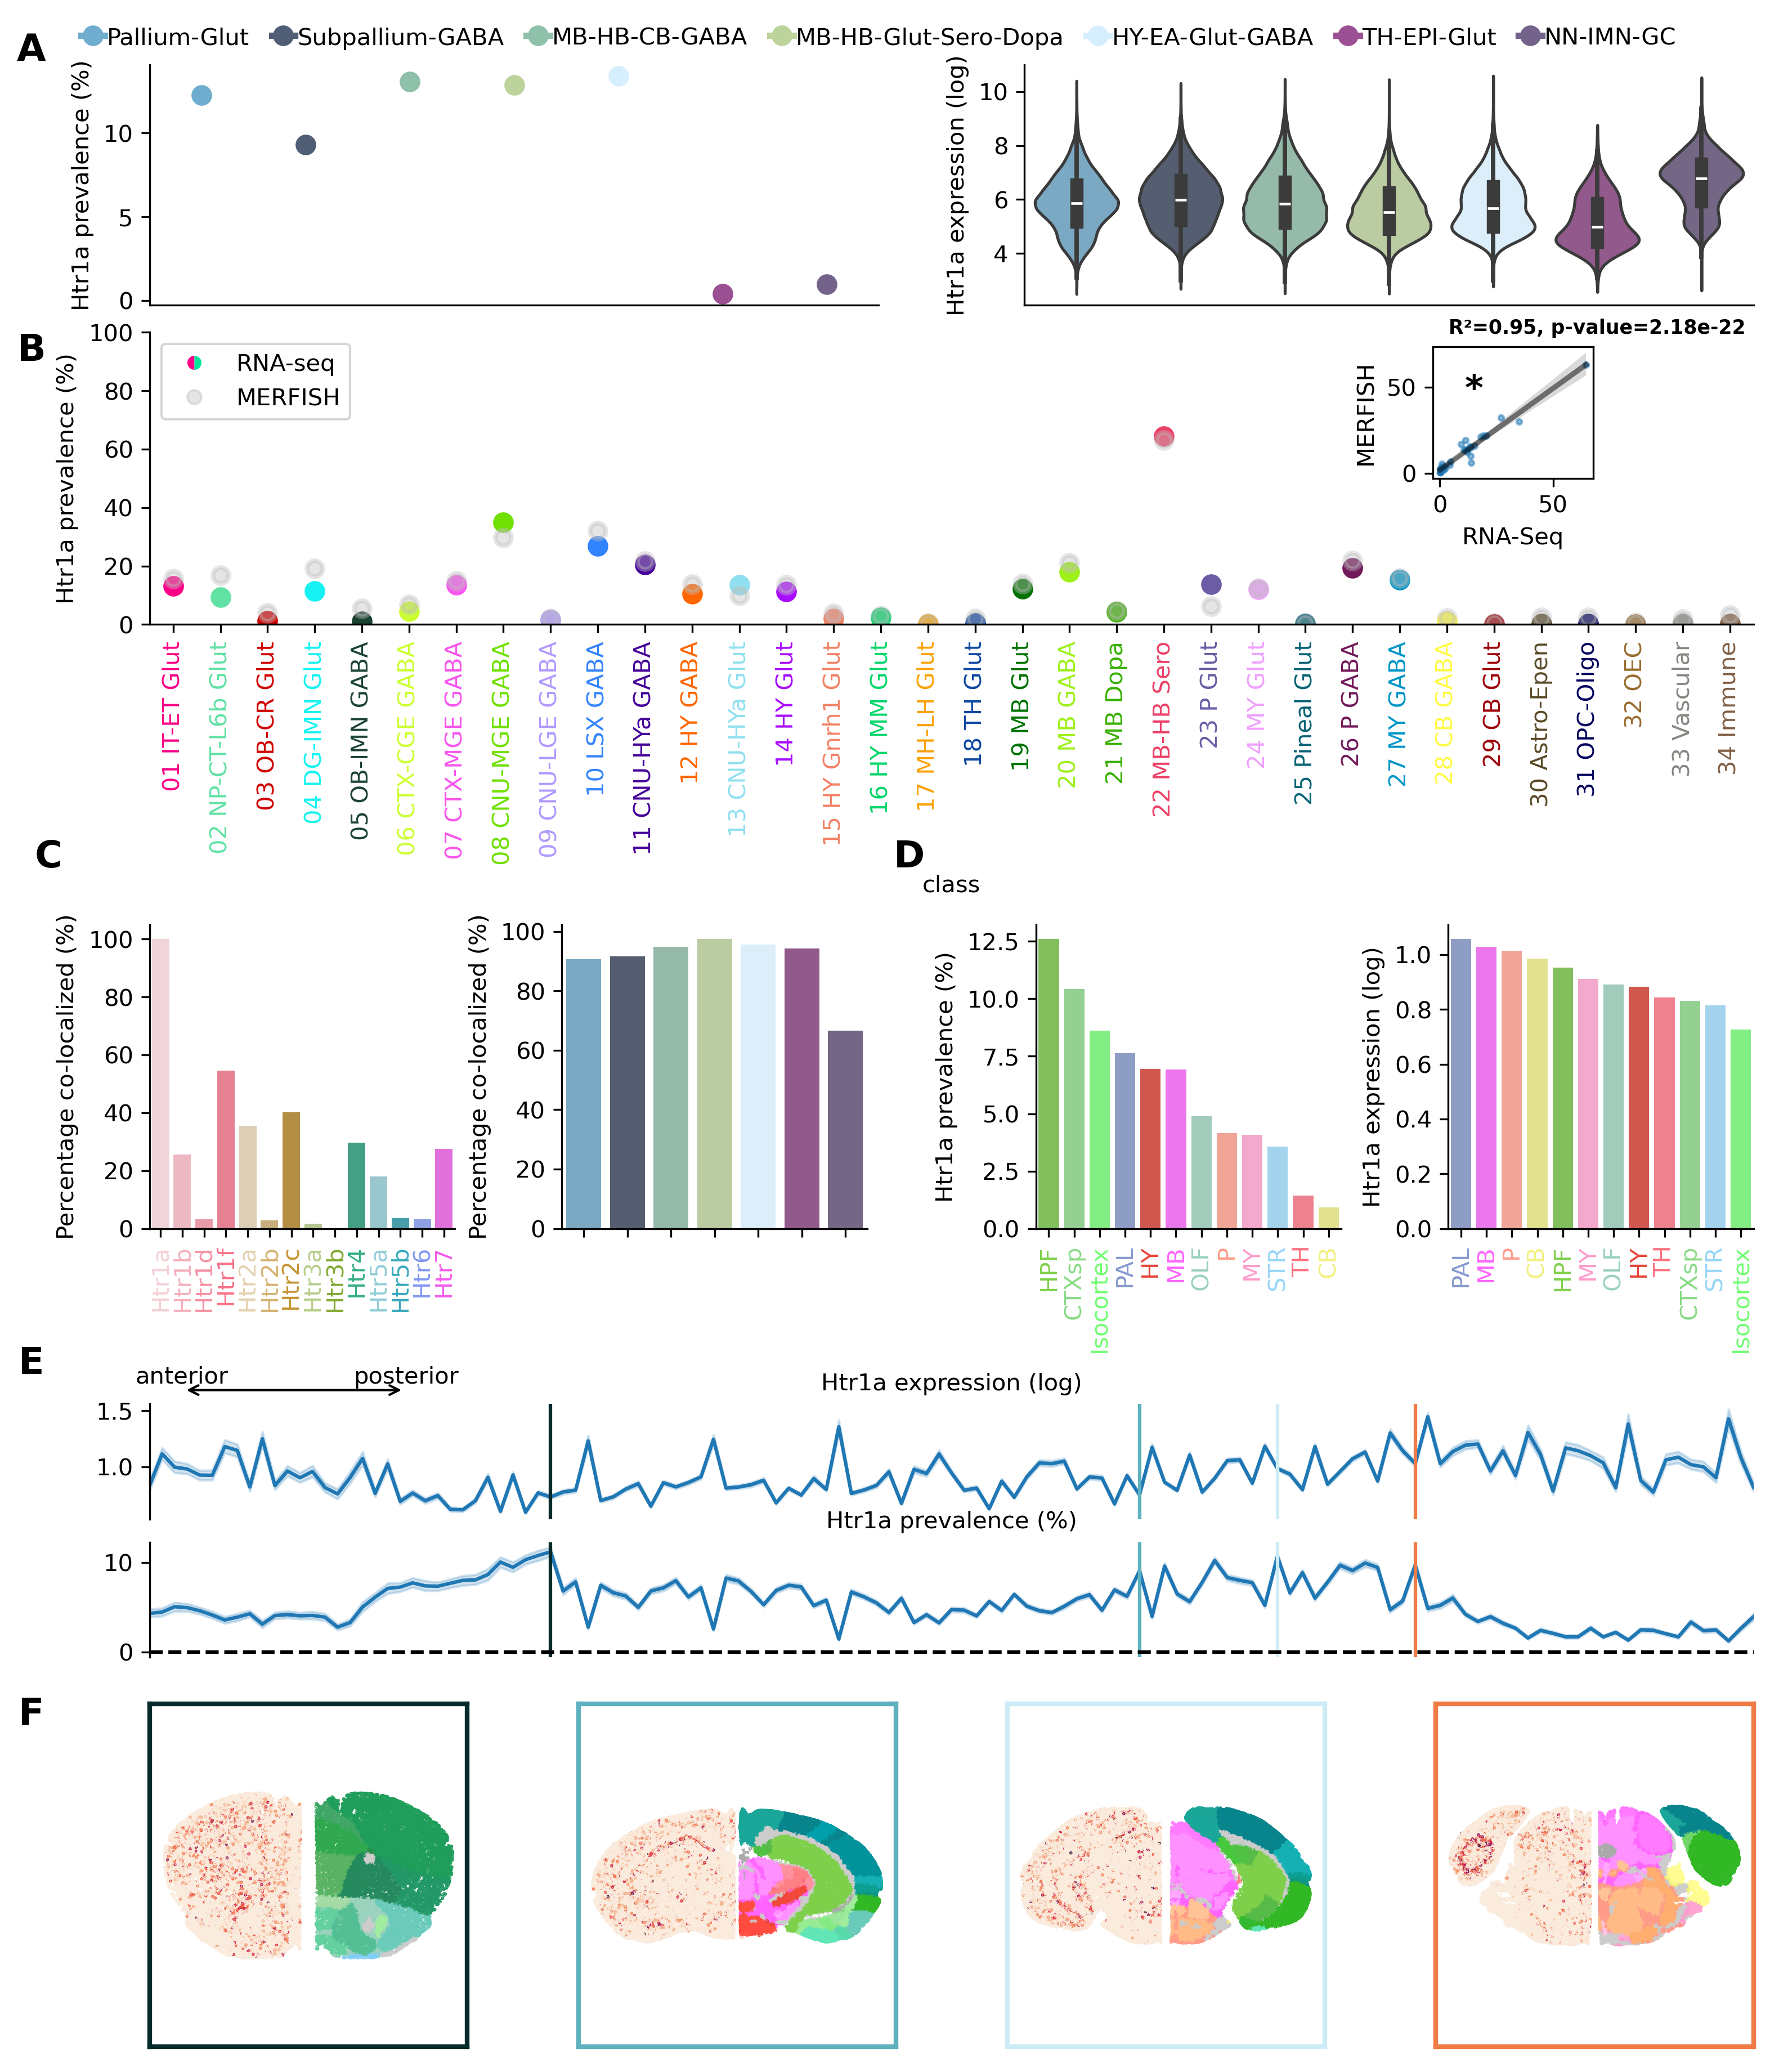 A
Pallium-Glut Subpallium-GABA MB-HB-CB-GABA MB-HB-Glut-Sero-Dopa HY-EA-Glut-GABA TH-EPI-Glut NN-IMN-GC
Htr1a prevalence (%)
10
5
0
Htr1a expression (log)
10
8
6
4
B
Htr1a prevalence (%)
100
80
60
40
20
0
RNA-seq
MERFISH
R²=0.95, p-value=2.18e-22
*
MERFISH
50
0
0 50
RNA-Seq
01 IT-ET Glut
02 NP-CT-L6b Glut
03 OB-CR Glut
04 DG-IMN Glut
05 OB-IMN GABA
06 CTX-CGE GABA
07 CTX-MGE GABA
08 CNU-MGE GABA
09 CNU-LGE GABA
10 LSX GABA
11 CNU-HYa GABA
12 HY GABA
13 CNU-HYa Glut
14 HY Glut
15 HY Gnrh1 Glut
16 HY MM Glut
17 MH-LH Glut
18 TH Glut
19 MB Glut
20 MB GABA
21 MB Dopa
22 MB-HB Sero
23 P Glut
24 MY Glut
25 Pineal Glut
26 P GABA
27 MY GABA
28 CB GABA
29 CB Glut
30 Astro-Epen
31 OPC-Oligo
32 OEC
33 Vascular
34 Immune
class
C
Percentage co-localized (%)
100
80
60
40
20
0
Htr1a
Htr1b
Htr1d
Htr1f
Htr2a
Htr2b
Htr2c
Htr3a
Htr3b
Htr4
Htr5a
Htr5b
Htr6
Htr7
Percentage co-localized (%)
100
80
60
40
20
0
D
Htr1a prevalence (%)
12.5
10.0
7.5
5.0
2.5
0.0
HPF
CTXsp
Isocortex
PAL
HY
MB
OLF
P
MY
STR
TH
CB
Htr1a expression (log)
1.0
0.8
0.6
0.4
0.2
0.0
PAL
MB
P
CB
HPF
MY
OLF
HY
TH
CTXsp
STR
Isocortex
E
anterior posterior
Htr1a expression (log)
1.5
1.0
Htr1a prevalence (%)
10
0
F